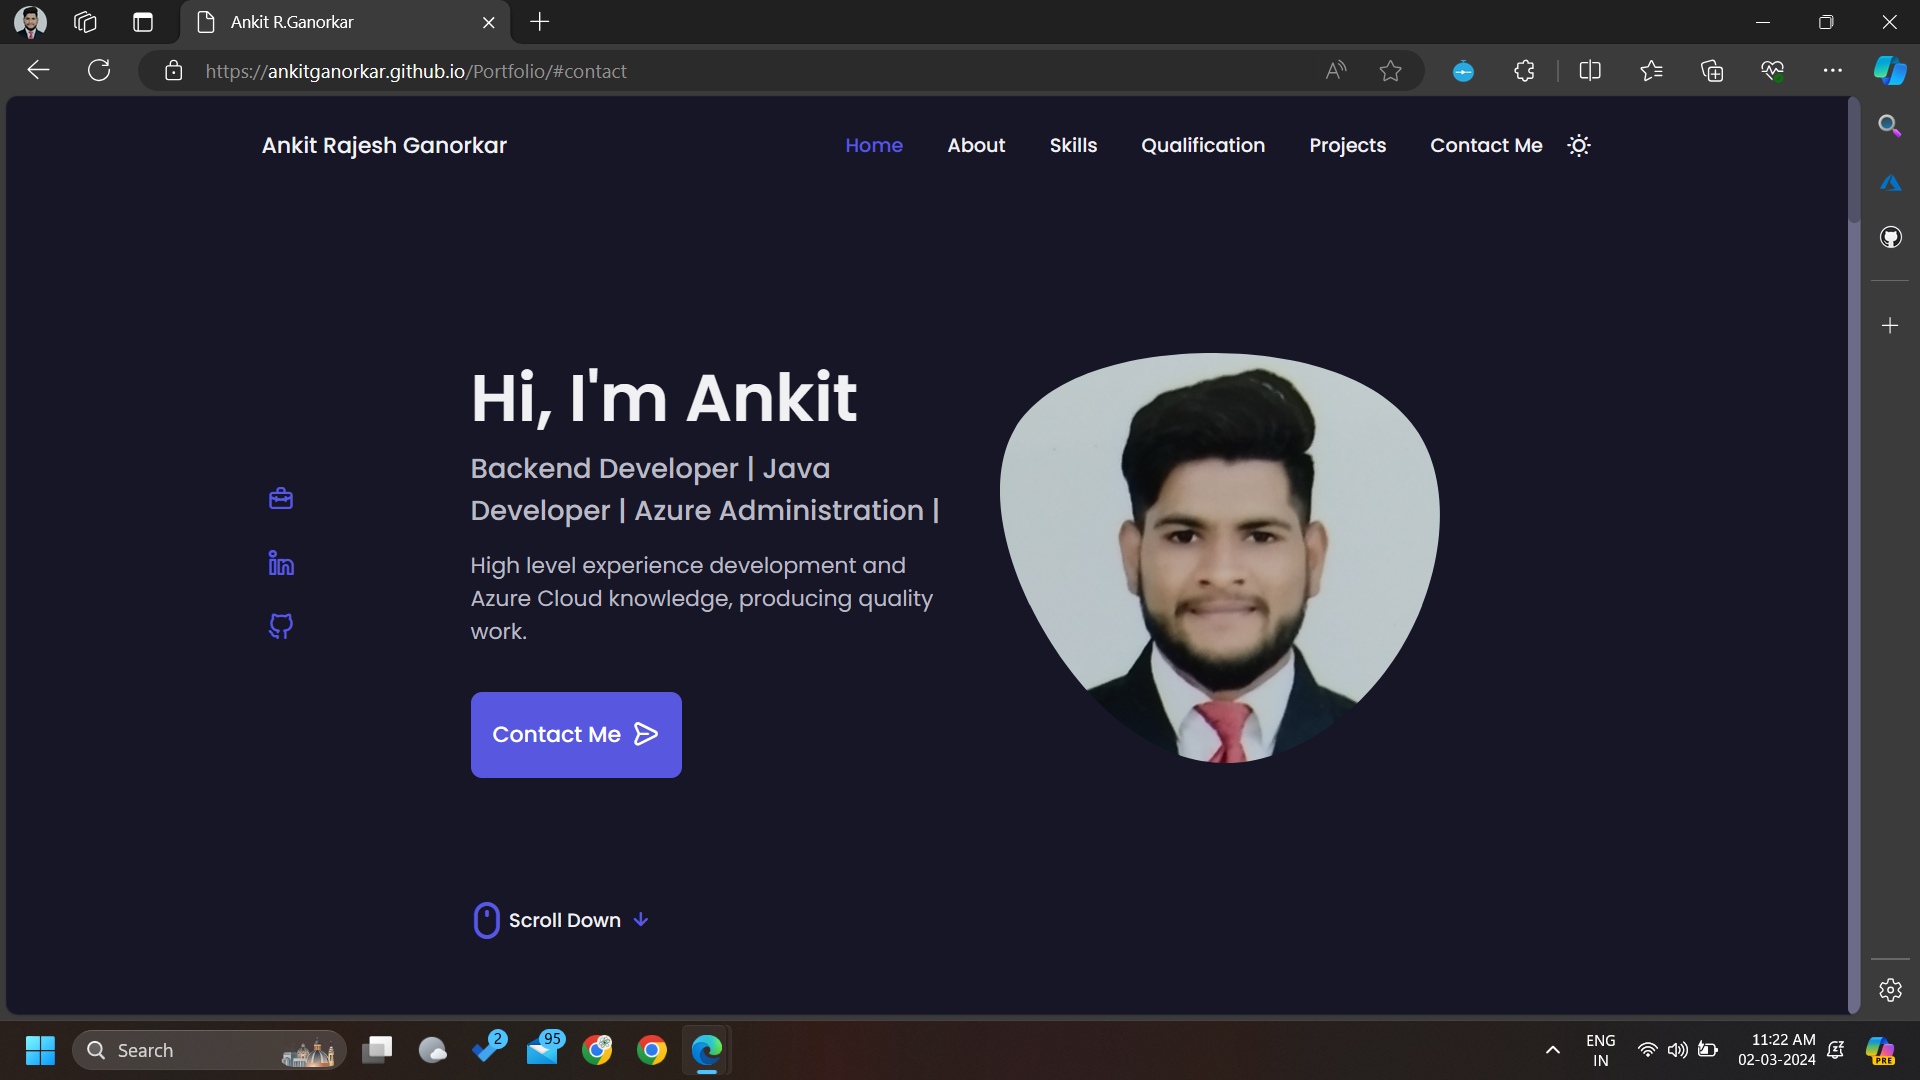 Ankit R.Ganorkar
https://ankitganorkar.github.io/Portfolio/#contact
Ankit Rajesh Ganorkar
Home
About
Skills
Qualification
Projects
Contact Me
Hi, I'm Ankit
Backend Developer | Java
Developer | Azure Administration |
High level experience development and
Azure Cloud knowledge, producing quality
work.
Contact Me
Scroll Down
Search
2
95
ENG
IN
11:22 AM
02-03-2024
PRE